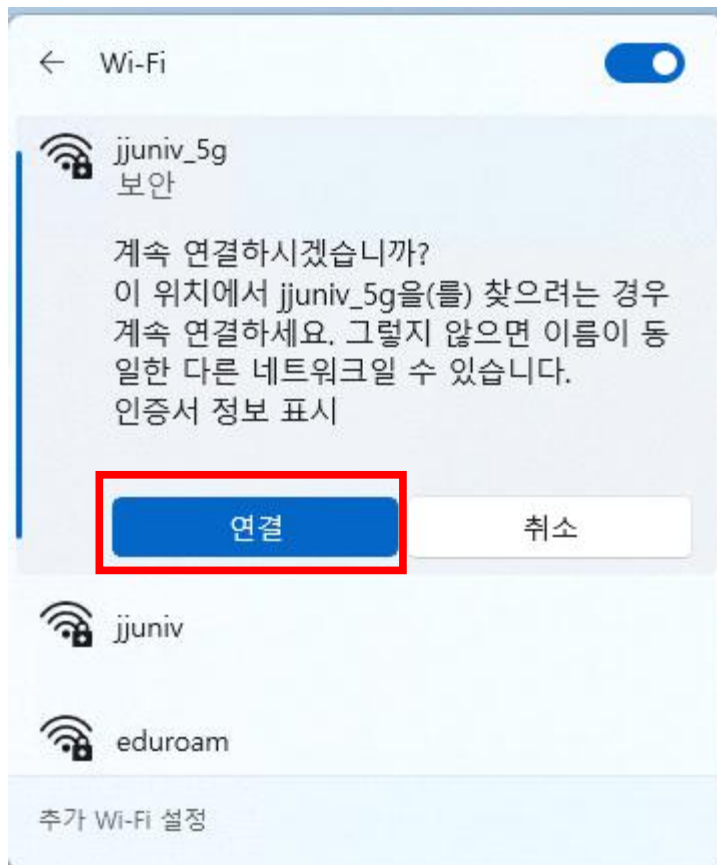 Wi-Fi
jjuniv_5g
보안
계속 연결하시겠습니까?
이 위치에서 jjuniv_5g을(를) 찾으려는 경우
계속 연결하세요. 그렇지 않으면 이름이 동
일한 다른 네트워크일 수 있습니다.
인증서 정보 표시
연결
취소
jjuniv
eduroam
추가 Wi-Fi 설정